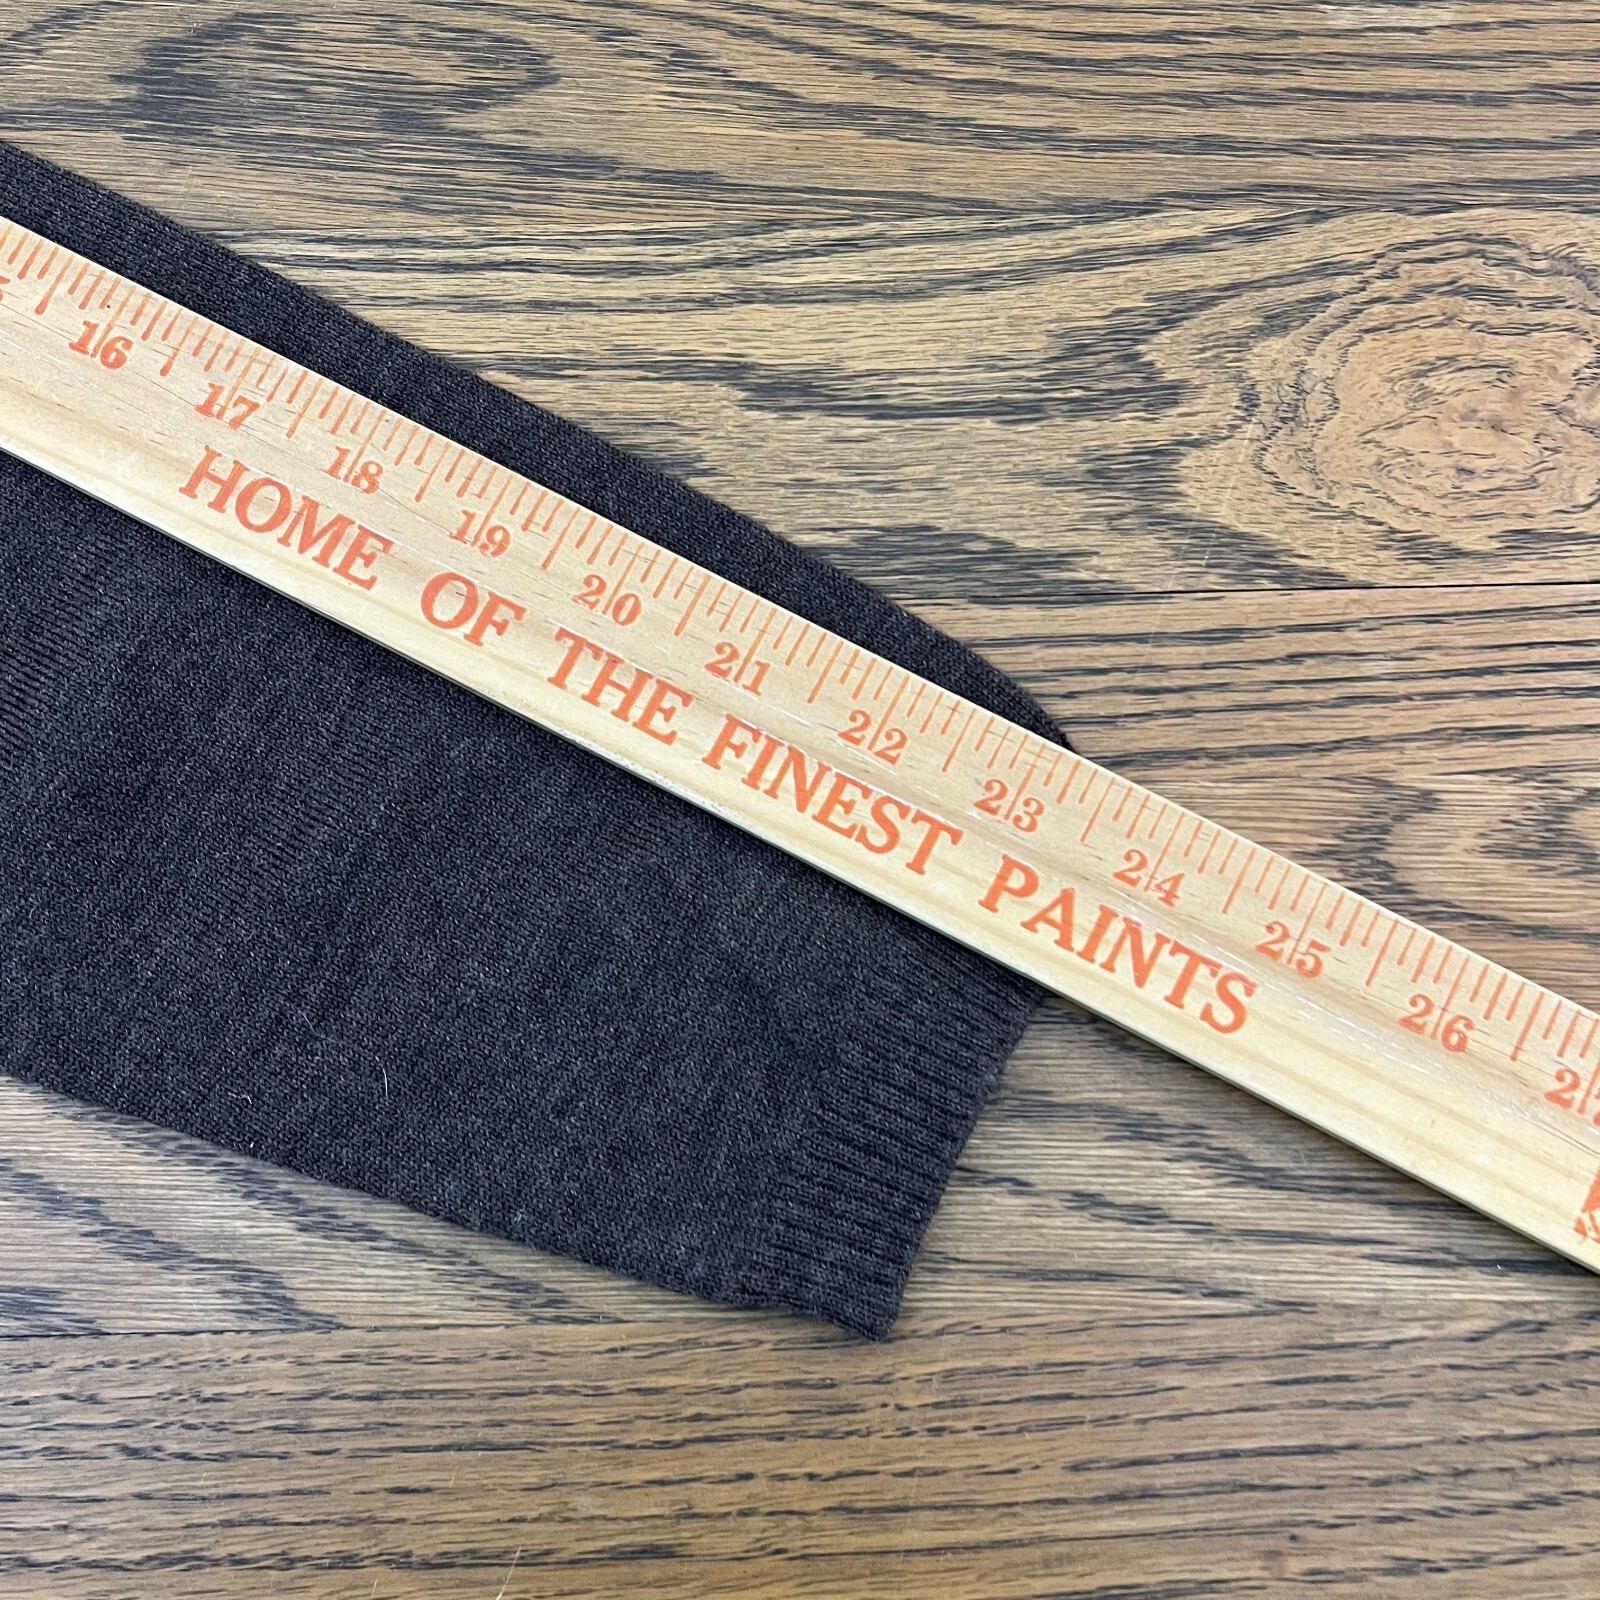 16 17 18 19 20 21 22 23 24 25 26
HOME OF THE FINEST PAINTS